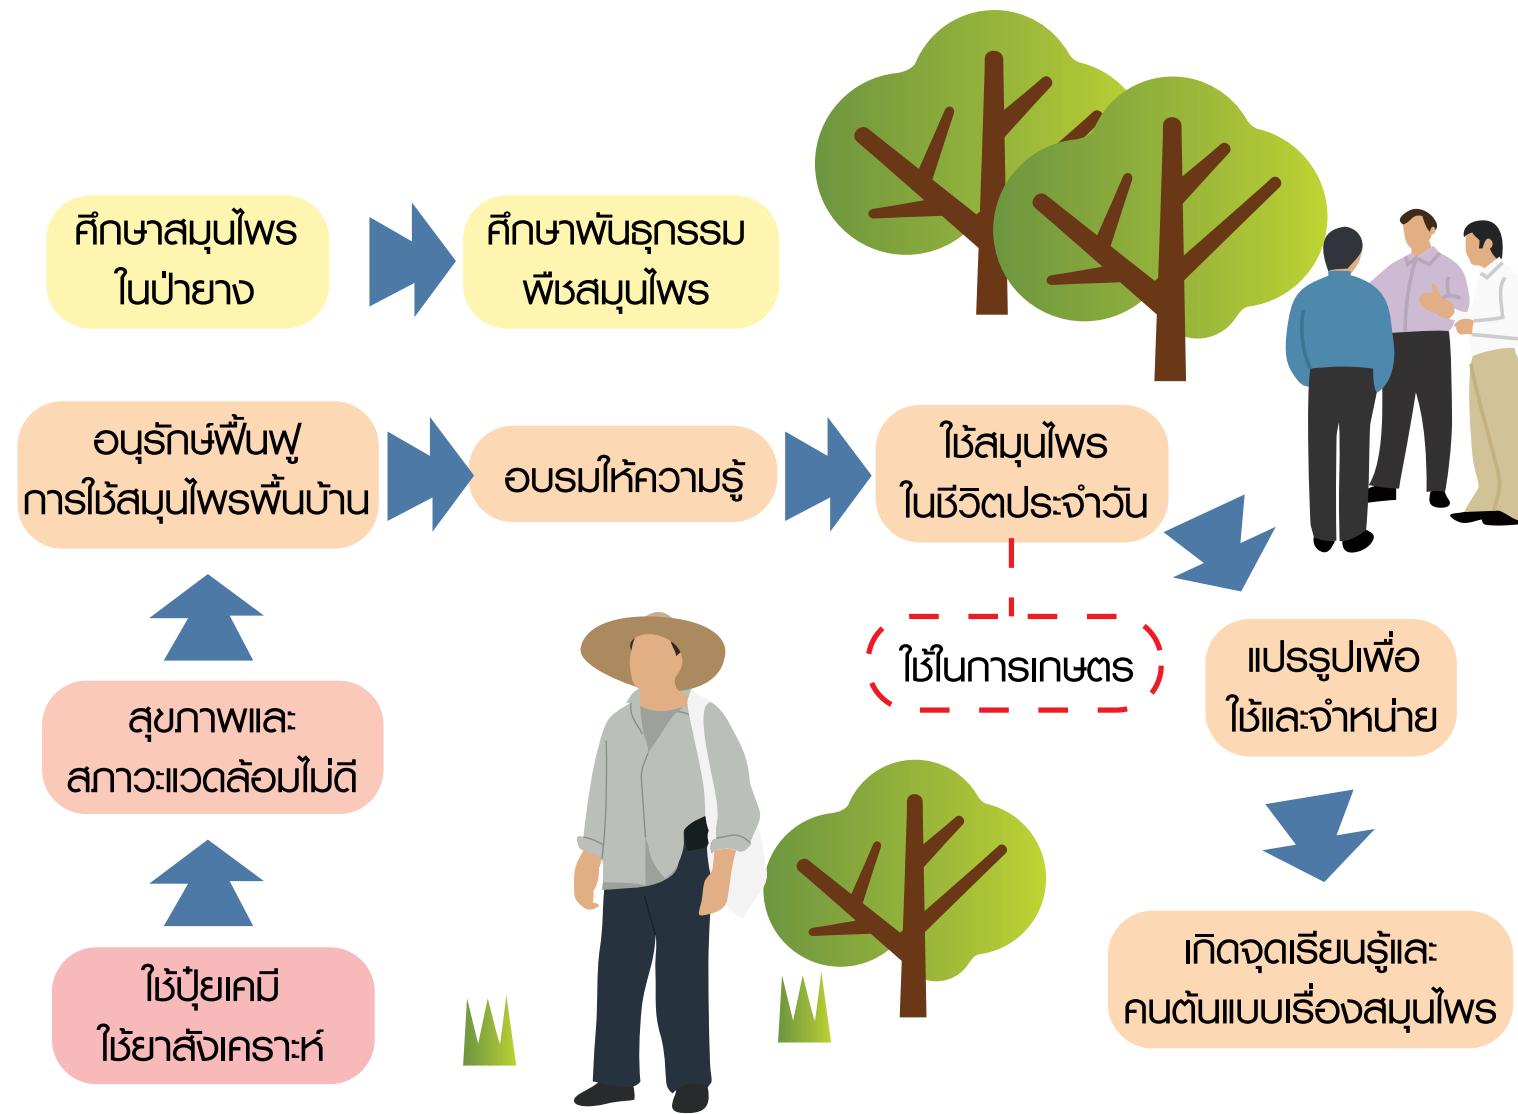 ศึกษาสมุนไพร
ในป่ายาง
ศึกษาพันธุกรรม
พืชสมุนไพร
อนุรักษ์ฟื้นฟู
การใช้สมุนไพรพื้นบ้าน
อบรมให้ความรู้
ใช้สมุนไพร
ในชีวิตประจำวัน
ใช้ในการเกษตร
แปรรูปเพื่อ
ใช้และจำหน่าย
สุขภาพและ
สภาวะแวดล้อมไม่ดี
เกิดจุดเรียนรู้และ
คนต้นแบบเรื่องสมุนไพร
ใช้ปุ๋ยเคมี
ใช้ยาสังเคราะห์